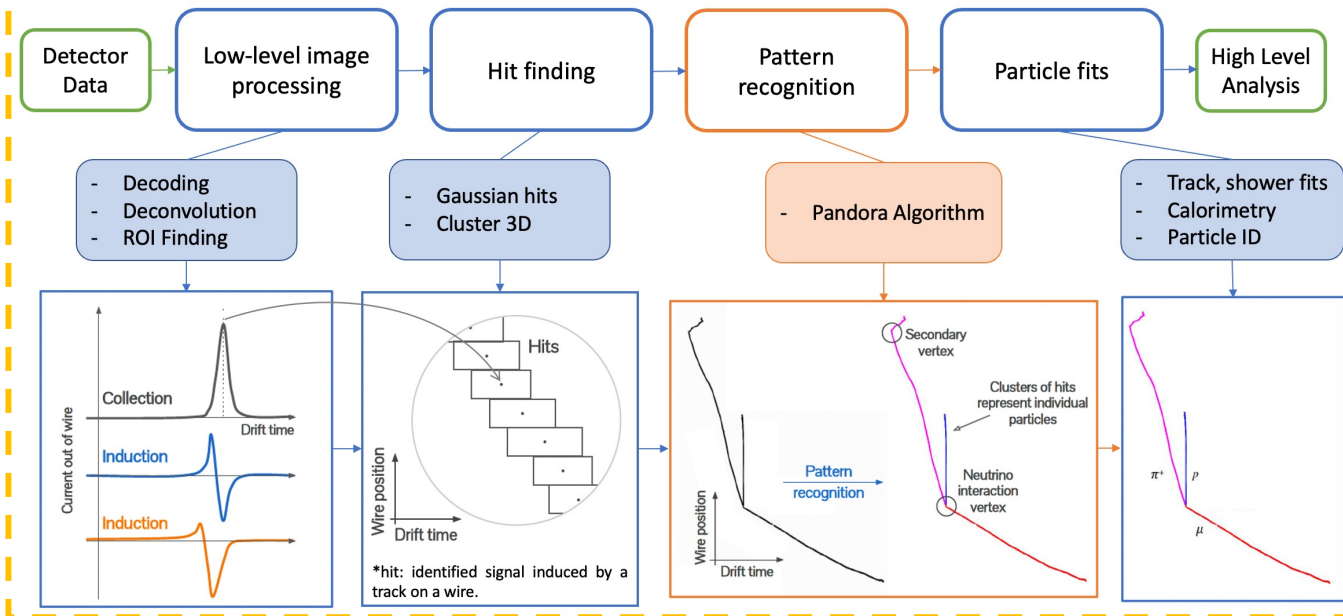 Detector
Data
Low-level image
processing
Hit finding
Pattern
recognition
Particle fits
High Level
Analysis
- Decoding
- Deconvolution
- ROI Finding
- Gaussian hits
- Cluster 3D
- Pandora Algorithm
- Track, shower fits
- Calorimetry
- Particle ID
Current out of wire
Collection
Drift time
Induction
Induction
Hits
Wire position
Drift time
*hit: identified signal induced by a
track on a wire.
Wire position
Drift time
Pattern
recognition
Secondary
vertex
Clusters of hits
represent individual
particles
Neutrino
interaction
vertex
π⁺
p
μ